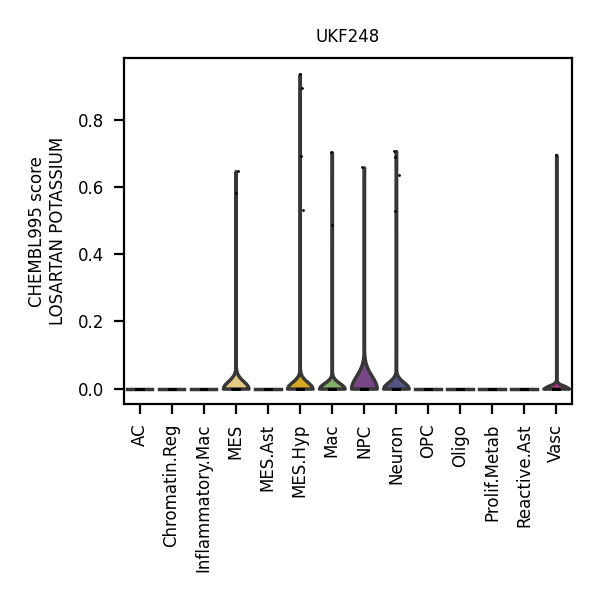 UKF248
CHEMBL995 score
LOSARTAN POTASSIUM
0.8
0.6
0.4
0.2
0.0
AC
Chromatin.Reg
Inflammatory.Mac
MES
MES.Ast
MES.Hyp
Mac
NPC
Neuron
OPC
Oligo
Prolif.Metab
Reactive.Ast
Vasc